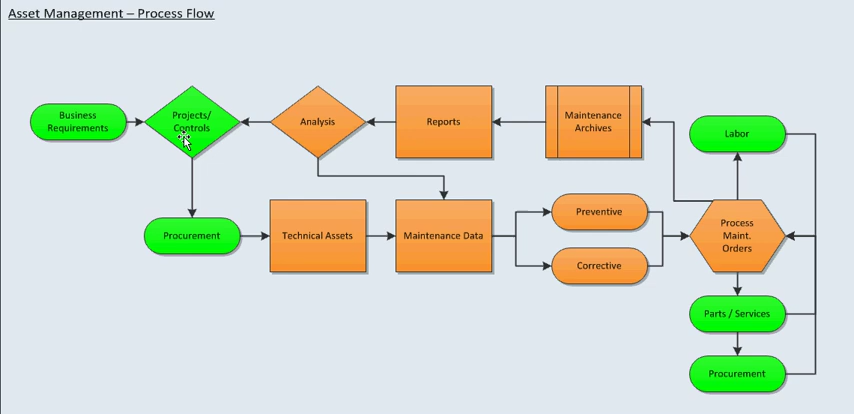 Asset Management – Process Flow
Business
Requirements
Projects/
Controls
Analysis
Reports
Maintenance
Archives
Labor
Procurement
Technical Assets
Maintenance Data
Preventive
Corrective
Process
Maint.
Orders
Parts / Services
Procurement